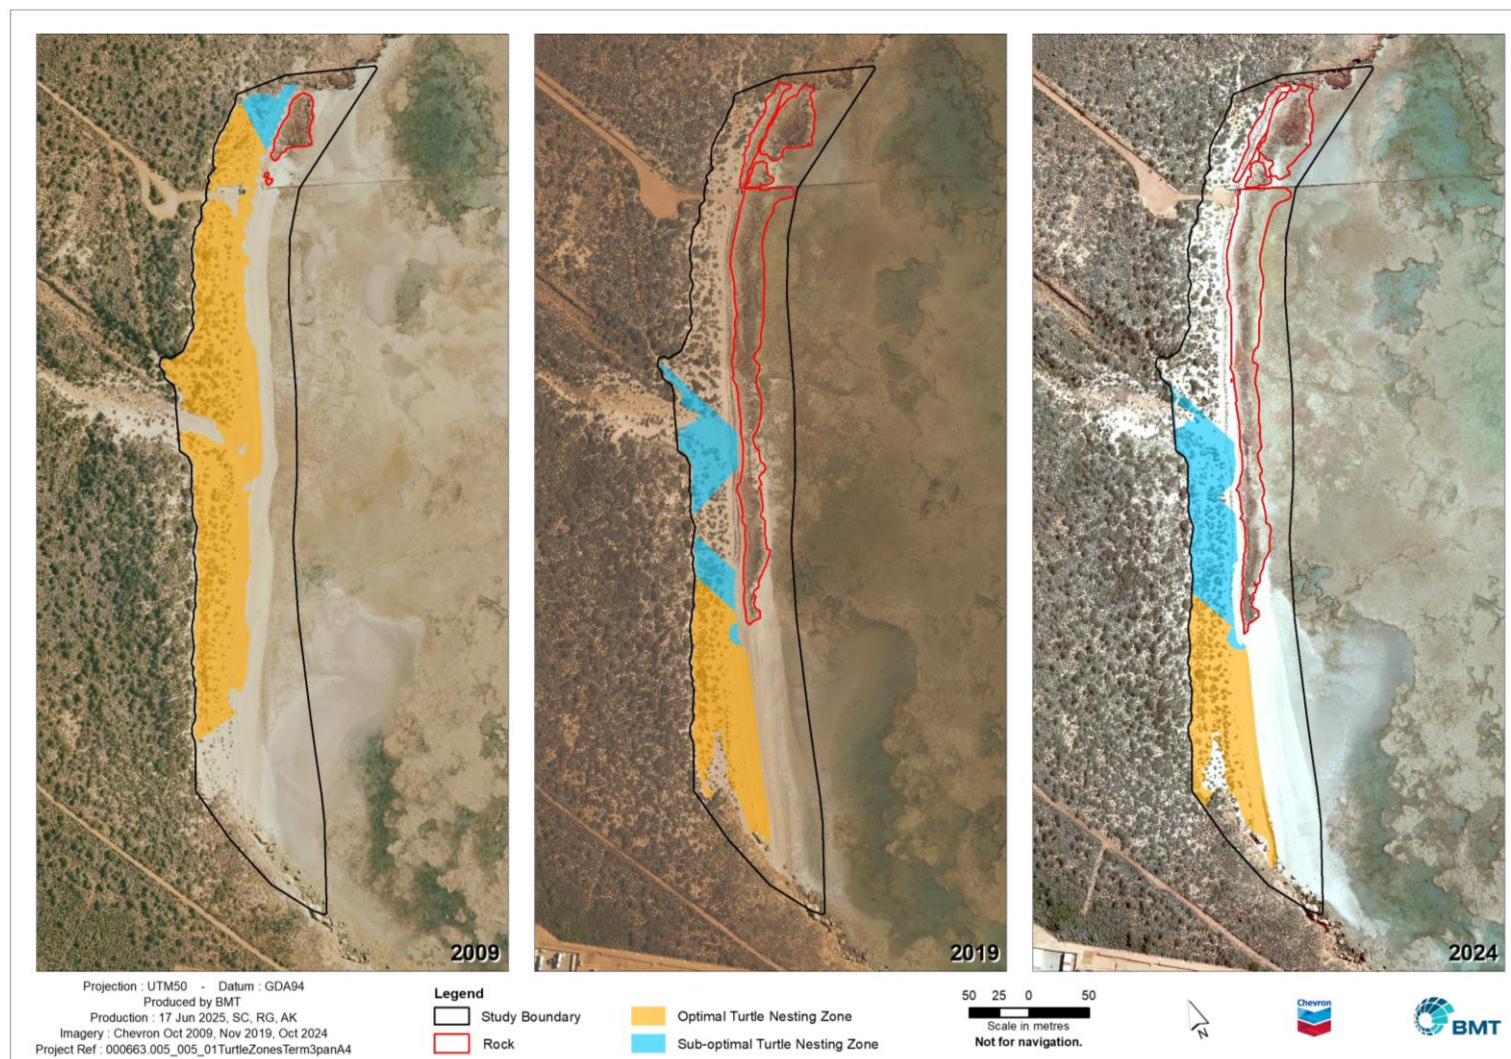 2009
2019
2024
Projection : UTM50 - Datum : GDA94
Produced by BMT
Production : 17 Jun 2025, SC, RG, AK
Imagery : Chevron Oct 2009, Nov 2019, Oct 2024
Project Ref : 000663.005_005_01TurtleZonesTerm3panA4
Legend
Study Boundary
Rock
Optimal Turtle Nesting Zone
Sub-optimal Turtle Nesting Zone
50 25 0 50
Scale in metres
Not for navigation.
N
Chevron
BMT